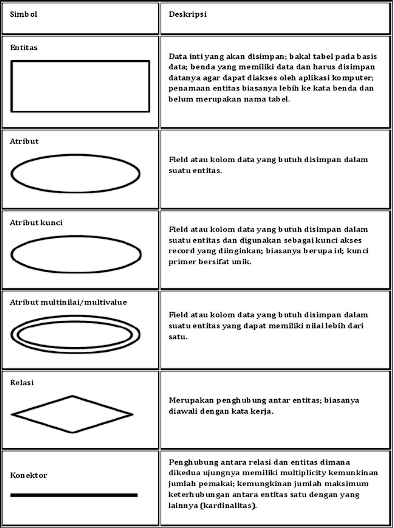 Simbol
Deskripsi
Entitas
Data inti yang akan disimpan; bakal tabel pada basis
data; benda yang memiliki data dan harus disimpan
datanya agar dapat diakses oleh aplikasi komputer;
penamaan entitas biasanya lebih ke kata benda dan
belum merupakan nama tabel.
Atribut
Field atau kolom data yang butuh disimpan dalam
suatu entitas.
Atribut kunci
Field atau kolom data yang butuh disimpan dalam
suatu entitas dan digunakan sebagai kunci akses
record yang diinginkan; biasanya berupa id; kunci
primer bersifat unik.
Atribut multinilai/multivalue
Field atau kolom data yang butuh disimpan dalam
suatu entitas yang dapat memiliki nilai lebih dari
satu.
Relasi
Merupakan penghubung antar entitas; biasanya
diawali dengan kata kerja.
Konektor
Penghubung antara relasi dan entitas dimana
dikedua ujungnya memiliki multiplicity kemunkinan
jumlah pemakai; kemungkinan jumlah maksimum
keterhubungan antara entitas satu dengan yang
lainnya (kardinalitas).